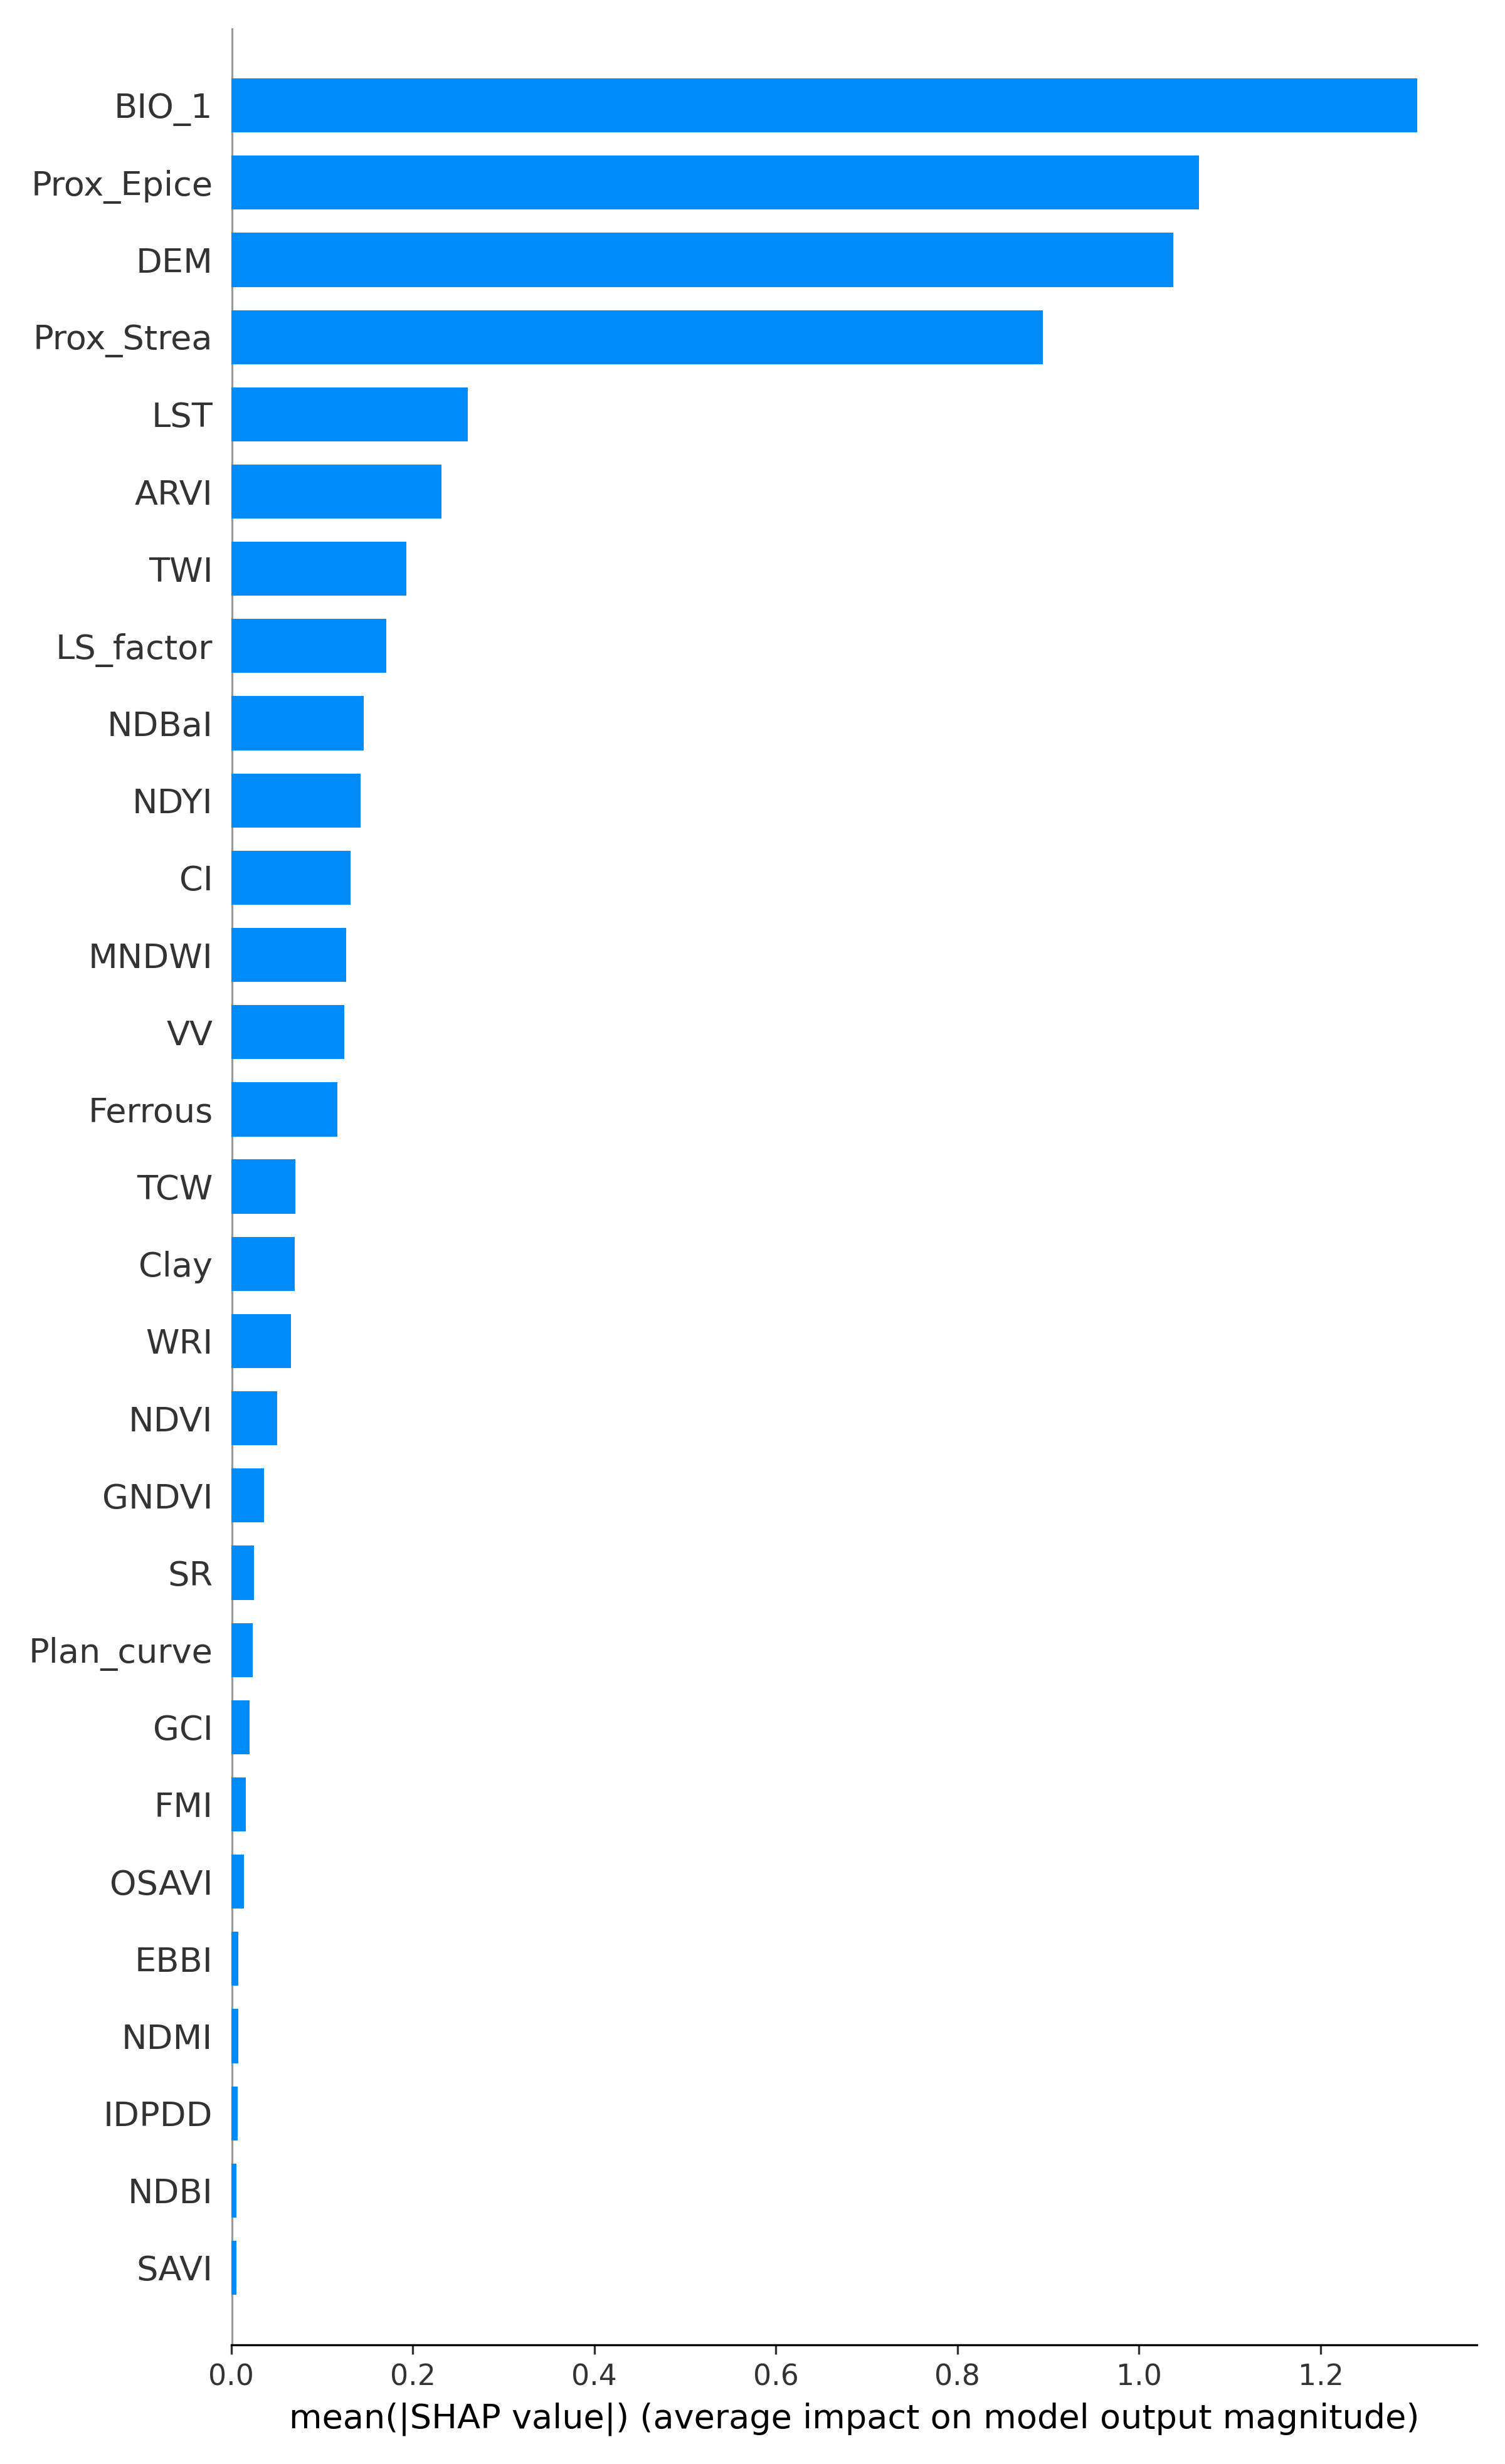 BIO_1
Prox_Epice
DEM
Prox_Strea
LST
ARVI
TWI
LS_factor
NDBaI
NDYI
CI
MNDWI
VV
Ferrous
TCW
Clay
WRI
NDVI
GNDVI
SR
Plan_curve
GCI
FMI
OSAVI
EBBI
NDMI
IDPDD
NDBI
SAVI
0.0 0.2 0.4 0.6 0.8 1.0 1.2
mean(|SHAP value|) (average impact on model output magnitude)